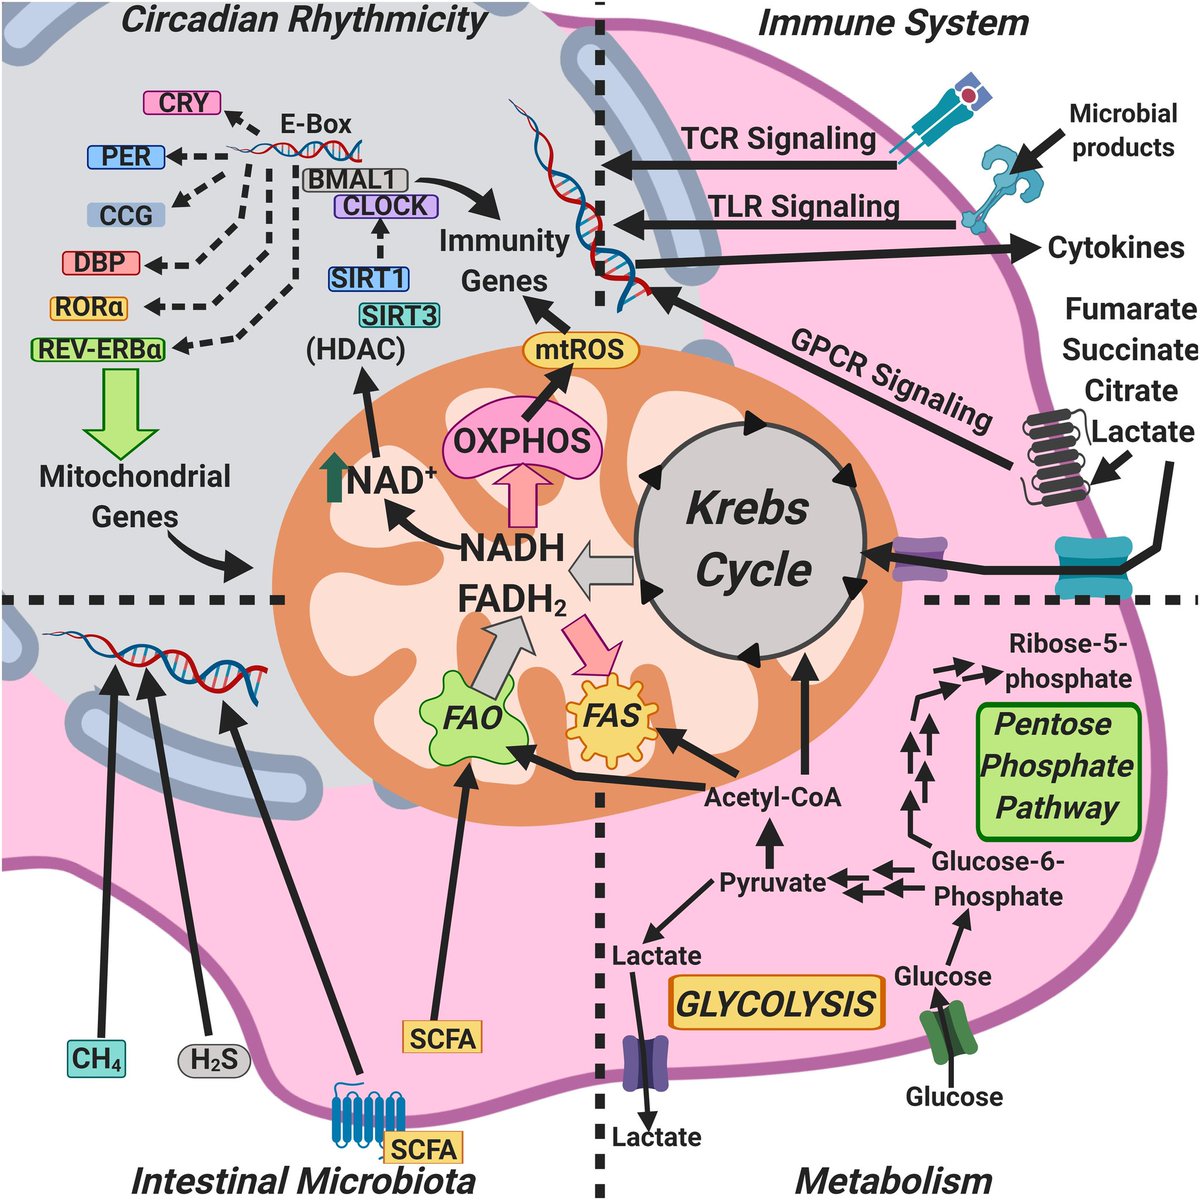 Circadian Rhythmicity
Immune System
CRY
E-Box
PER
BMAL1
CCG
CLOCK
DBP
SIRT1
RORα
SIRT3
REV-ERBα
(HDAC)
Immunity
Genes
mtROS
Mitochondrial
Genes
TCR Signaling
Microbial
products
TLR Signaling
Cytokines
GPCR Signaling
Fumarate
Succinate
Citrate
Lactate
OXPHOS
NAD+
NADH
FADH2
Krebs
Cycle
FAO
FAS
Acetyl-CoA
Ribose-5-
phosphate
Pentose
Phosphate
Pathway
Glucose-6-
Phosphate
Pyruvate
Lactate
Glucose
GLYCOLYSIS
Glucose
Lactate
CH4
H2S
SCFA
SCFA
Intestinal Microbiota
Metabolism